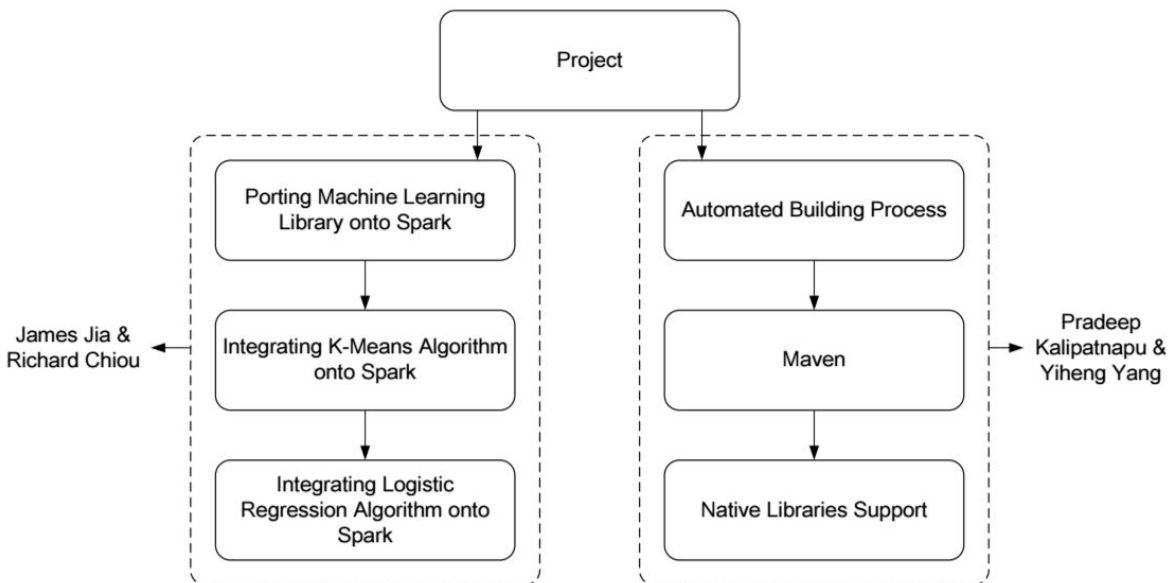 Project
Porting Machine Learning
Library onto Spark
Automated Building Process
James Jia &
Richard Chiou
Integrating K-Means Algorithm
onto Spark
Maven
Pradeep
Kalipatnapu &
Yiheng Yang
Integrating Logistic
Regression Algorithm onto
Spark
Native Libraries Support